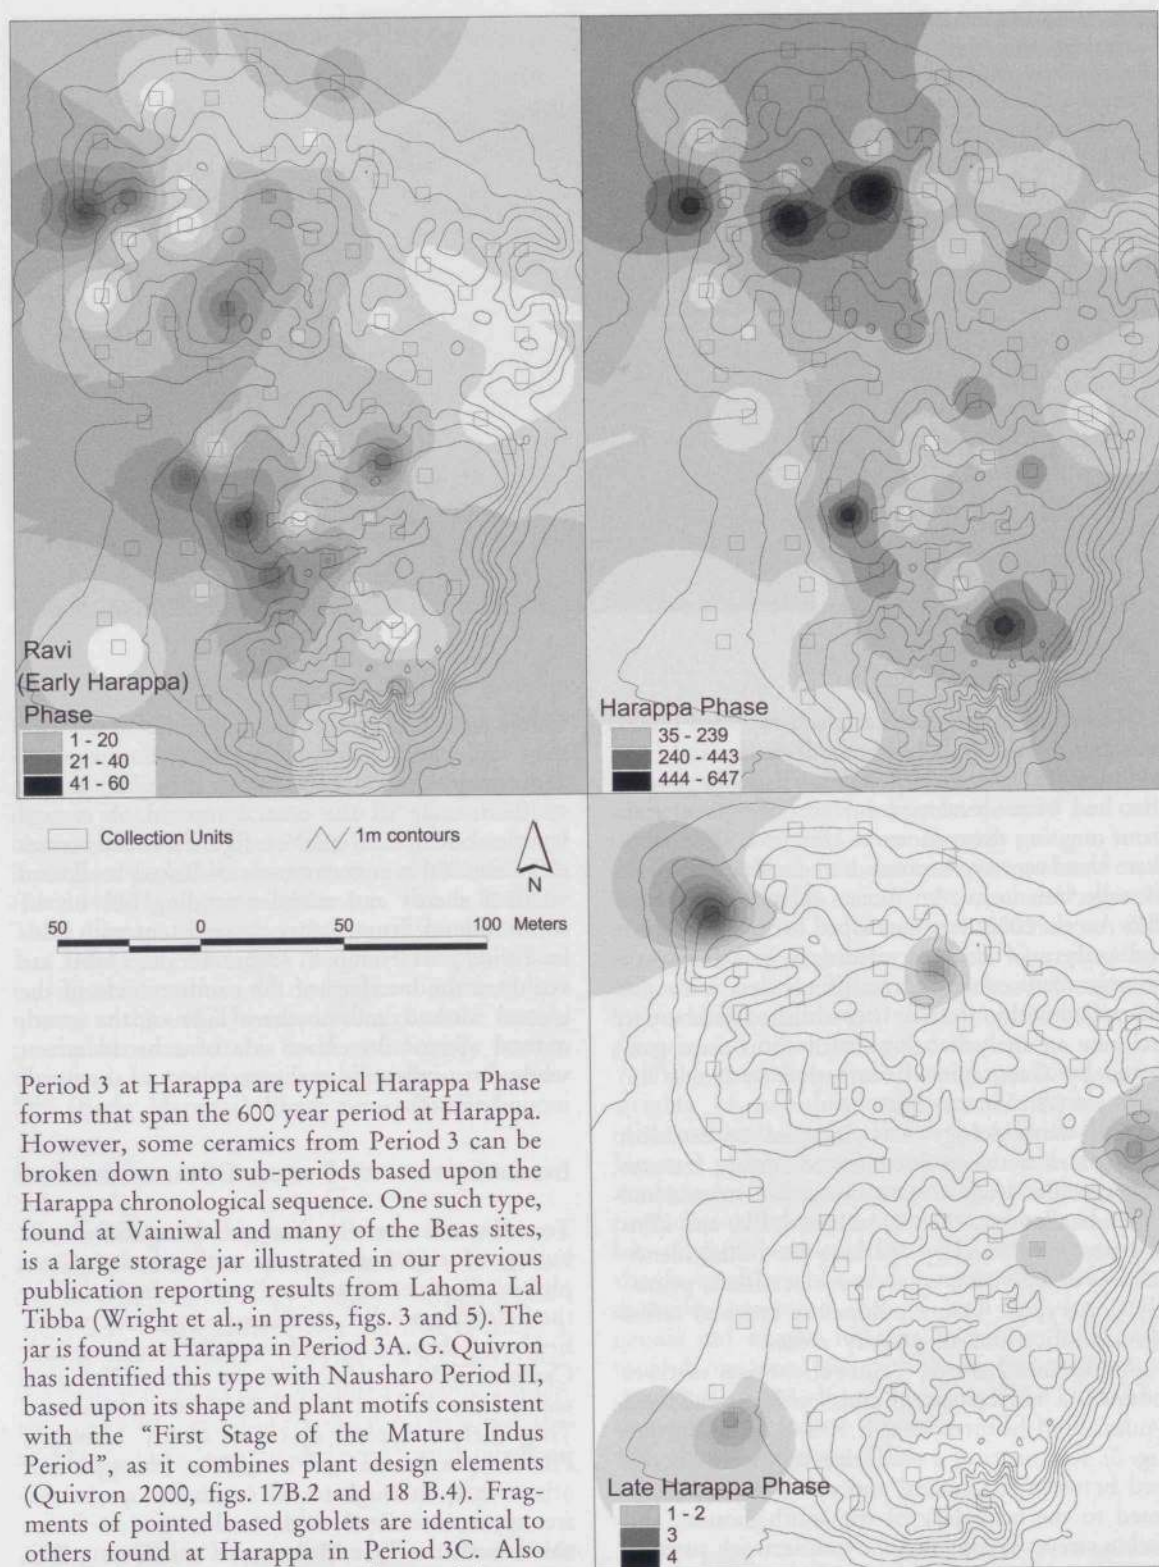 Ravi
(Early Harappa)
Phase
1 - 20
21 - 40
41 - 60
Harappa Phase
35 - 239
240 - 443
444 - 647
Collection Units
1m contours
N
50 0 50 100 Meters
Period 3 at Harappa are typical Harappa Phase
forms that span the 600 year period at Harappa.
However, some ceramics from Period 3 can be
broken down into sub-periods based upon the
Harappa chronological sequence. One such type,
found at Vainiwal and many of the Beas sites,
is a large storage jar illustrated in our previous
publication reporting results from Lahoma Lal
Tibba (Wright et al., in press, figs. 3 and 5). The
jar is found at Harappa in Period 3A. G. Quivron
has identified this type with Nausharo Period II,
based upon its shape and plant motifs consistent
with the “First Stage of the Mature Indus
Period”, as it combines plant design elements
(Quivron 2000, figs. 17B.2 and 18 B.4). Frag-
ments of pointed based goblets are identical to
others found at Harappa in Period 3C. Also
Late Harappa Phase
1 - 2
3
4